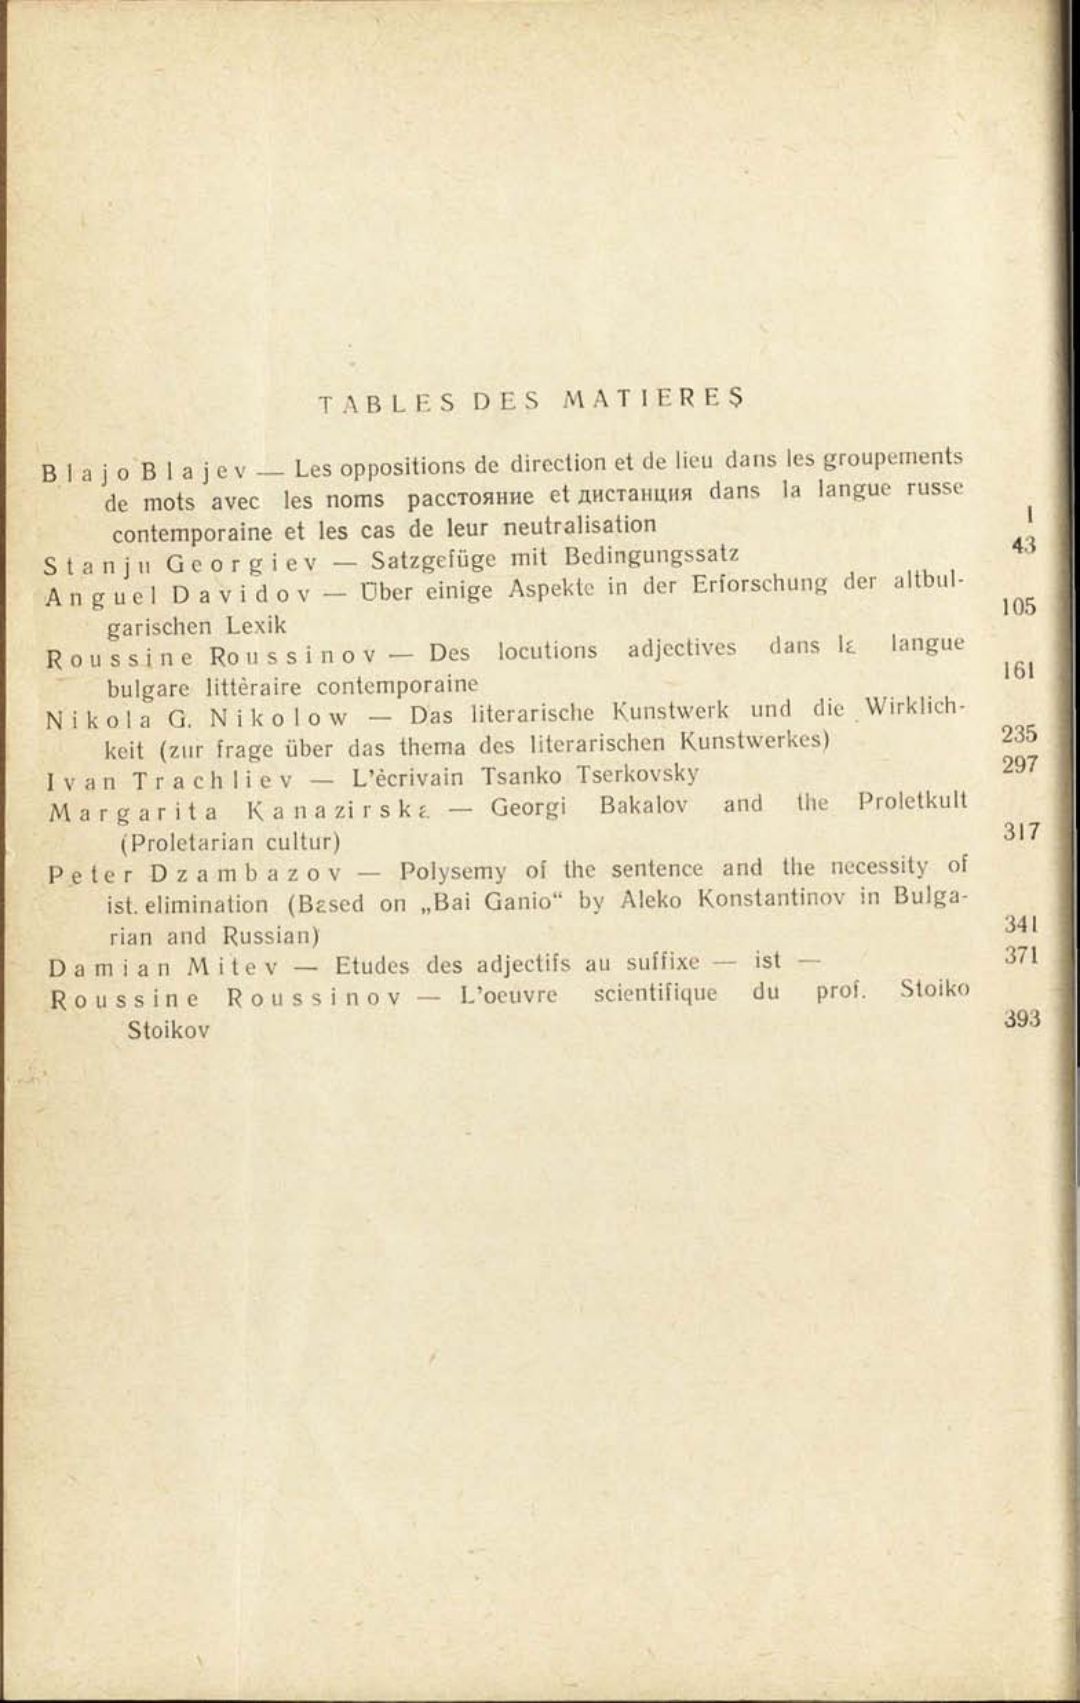 TABLES DES MATIERES
Blajo Blajev — Les oppositions de direction et de lieu dans les groupements
de mots avec les noms расстояние et дистанция dans la langue russe
contemporaine et les cas de leur neutralisation 1
Stanju Georgiev — Satzgefüge mit Bedingungssatz 43
Anguel Davidov — Über einige Aspekte in der Erforschung der altbul-
garischen Lexik 105
Roussine Roussinov — Des locutions adjectives dans la langue
bulgare littèraire contemporaine 161
Nikola G. Nikolow — Das literarische Kunstwerk und die Wirklich-
keit (zur frage über das thema des literarischen Kunstwerkes) 235
Ivan Trachliev — L'ècrivain Tsanko Tserkovsky 297
Margarita Kanazirska — Georgi Bakalov and the Proletkult
(Proletarian cultur) 317
Peter Dzambazov — Polysemy of the sentence and the necessity of
ist. elimination (Based on „Bai Ganio“ by Aleko Konstantinov in Bulga-
rian and Russian) 341
Damian Mitev — Etudes des adjectifs au suffixe — ist — 371
Roussine Roussinov — L'oeuvre scientifique du prof. Stoiko
Stoikov 393